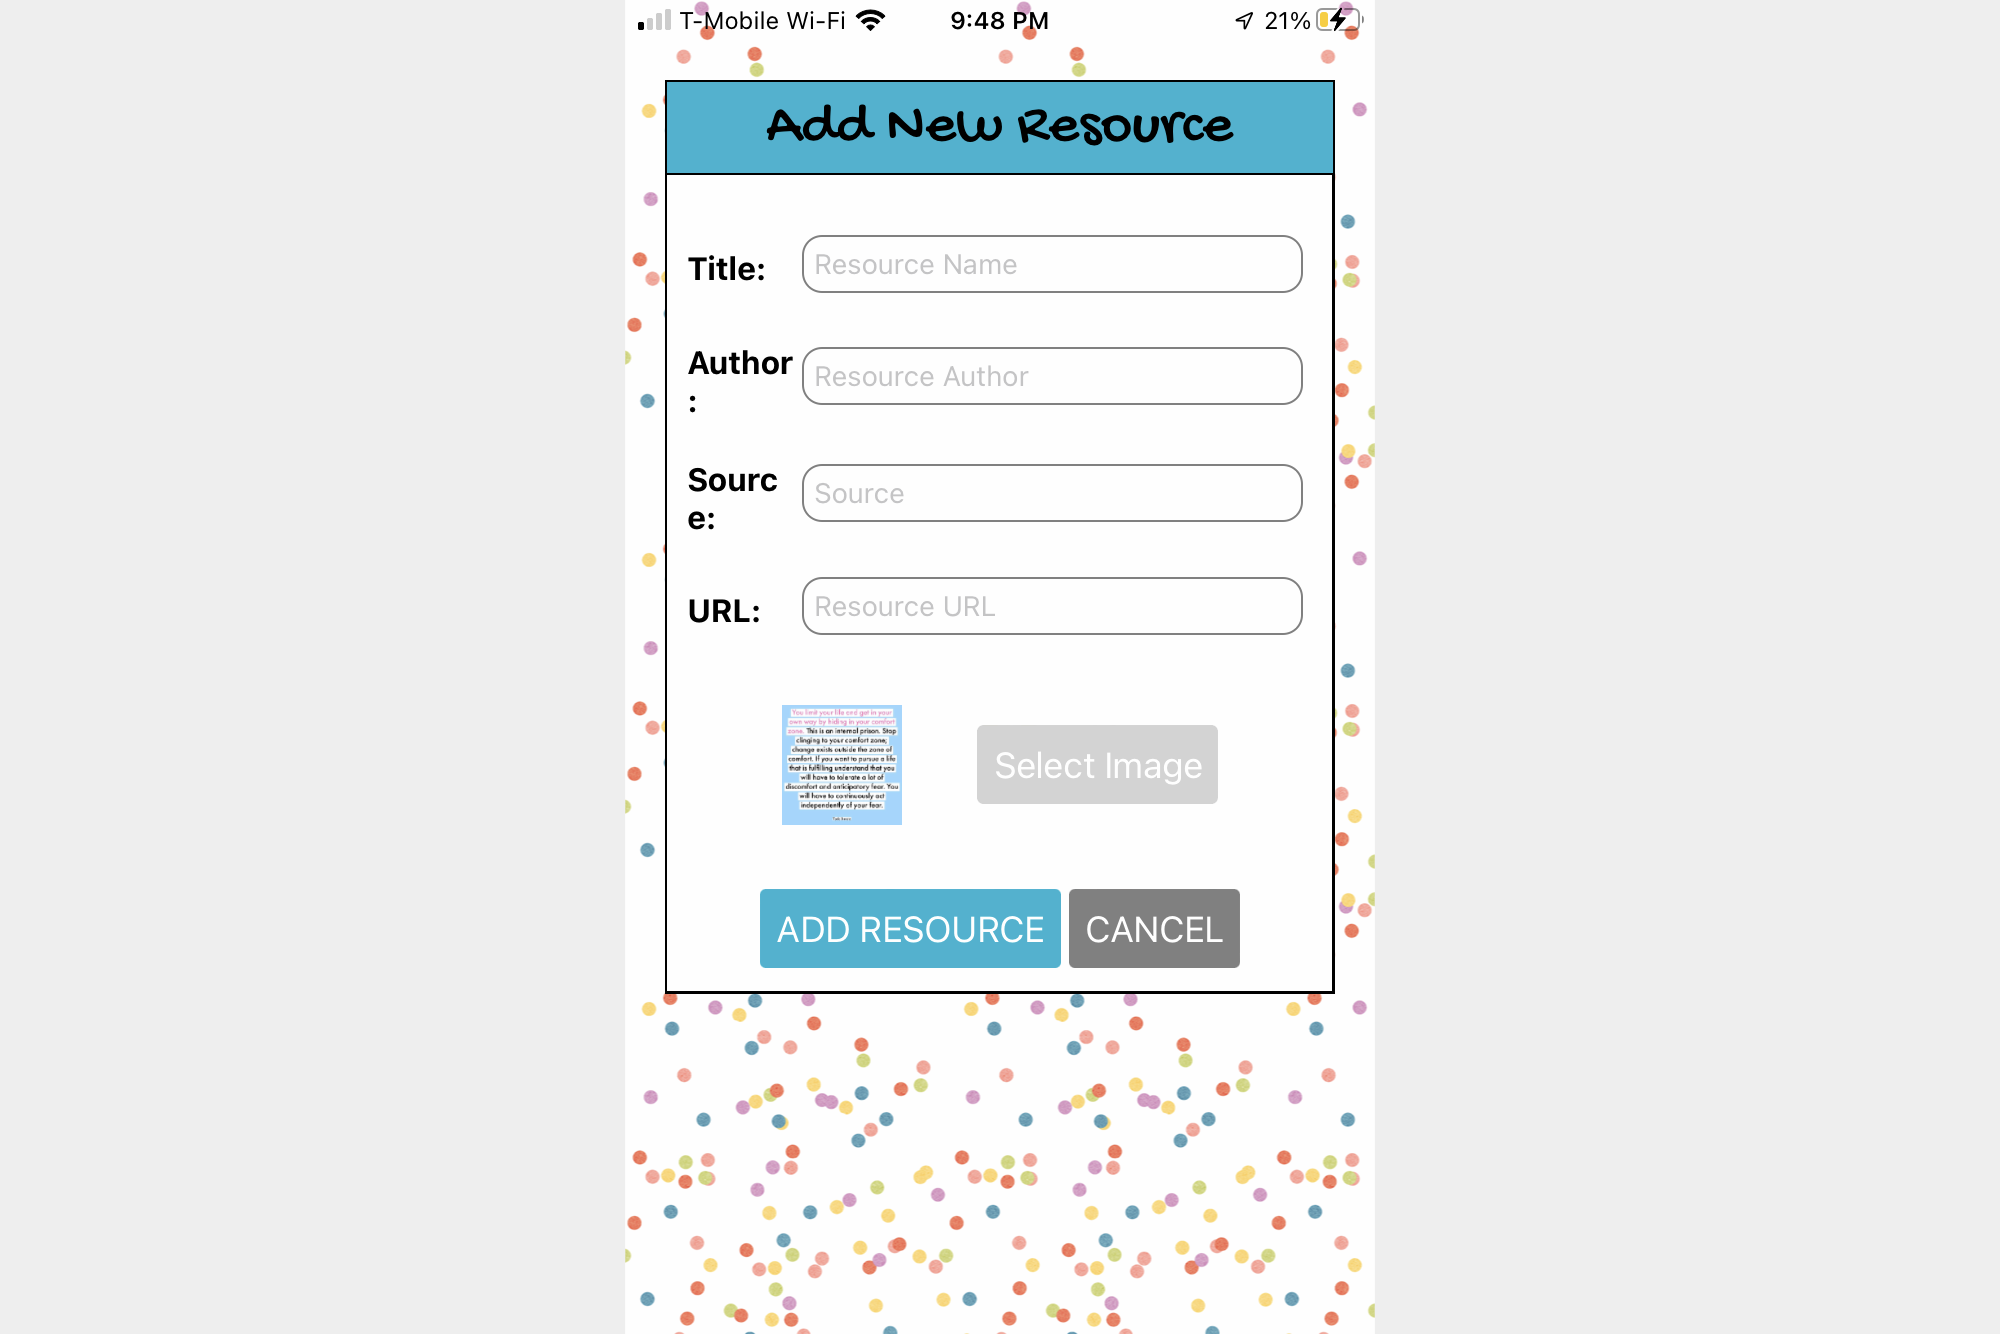 T-Mobile Wi-Fi 9:48 PM 21%
Add New Resource
Title: Resource Name
Author
: Resource Author
Sourc
e: Source
URL: Resource URL
You limit your life and get in your
own way by hiding in your comfort
zone. This is an internal prison. Stop
clinging to your comfort zone,
change exists outside the zone of
comfort. If you want to pursue a life
that is fulfilling understand that you
will have to tolerate a lot of
discomfort and anticipatory fear. You
will have to continuously act
independently of your fear.
Select Image
ADD RESOURCE CANCEL